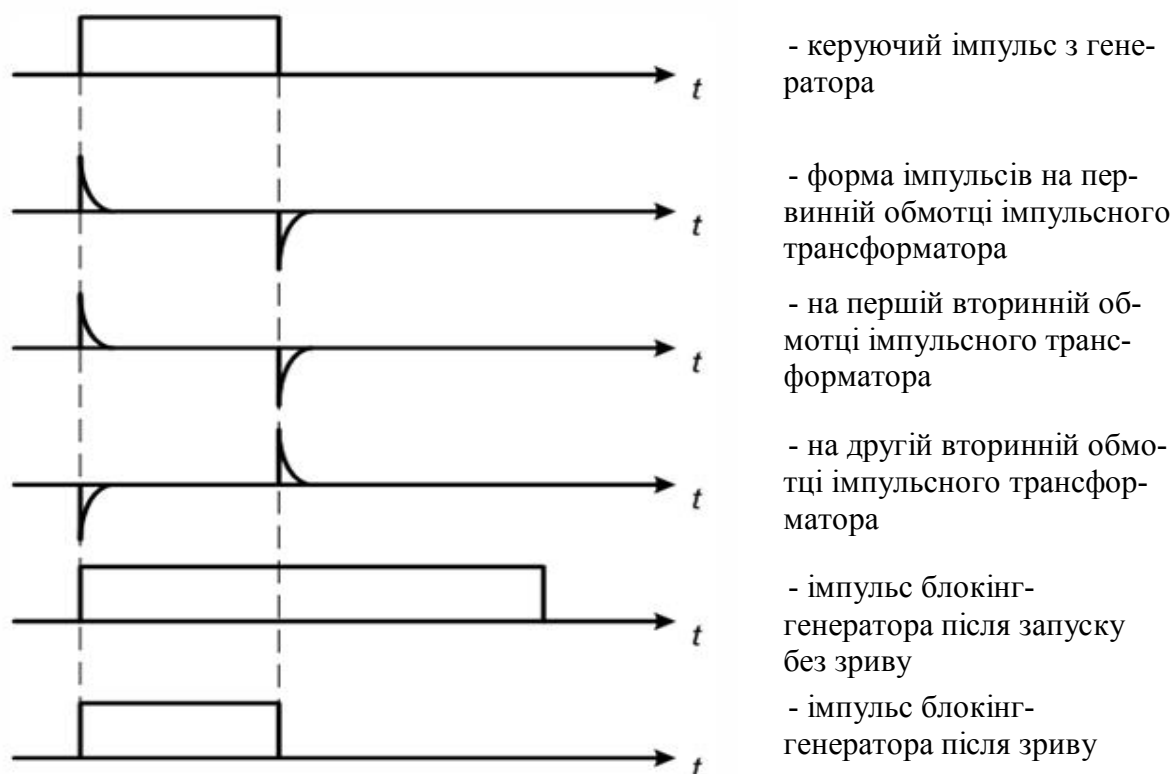 - керуючий імпульс з гене-
ратора
t
- форма імпульсів на пер-
винній обмотці імпульсного
трансформатора
t
- на першій вторинній об-
мотці імпульсного транс-
форматора
t
- на другій вторинній обмо-
тці імпульсного трансфор-
матора
t
- імпульс блокінг-
генератора після запуску
без зриву
t
- імпульс блокінг-
генератора після зриву
t